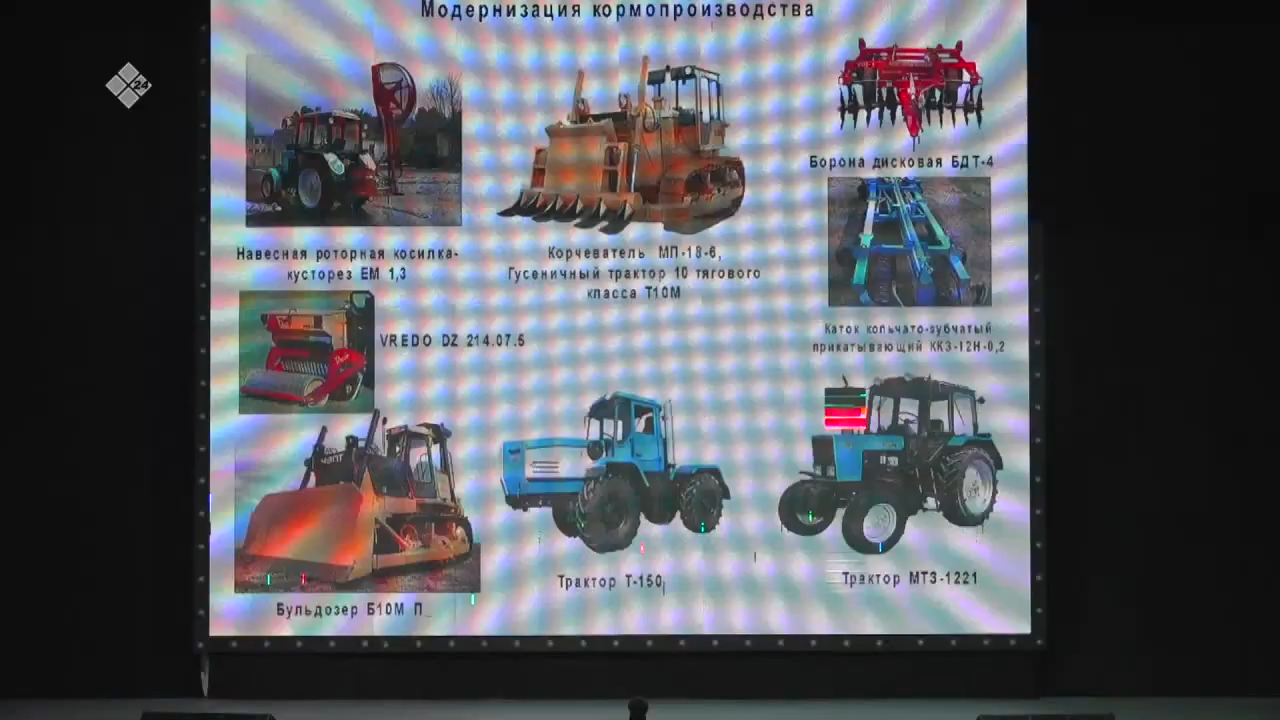 Модернизация кормопроизводства
х24
Борона дисковая БДТ-4
Навесная роторная косилка-
кусторез ЕМ 1,3
Корчеватель МП-18-6,
Гусеничный трактор 10 тягового
класса Т10М
Каток кольчато-зубчатый
прикатывающий ККЗ-12Н-0,2
VREDO DZ 214.07.5
Бульдозер Б10М П_
Трактор Т-150
Трактор МТЗ-1221